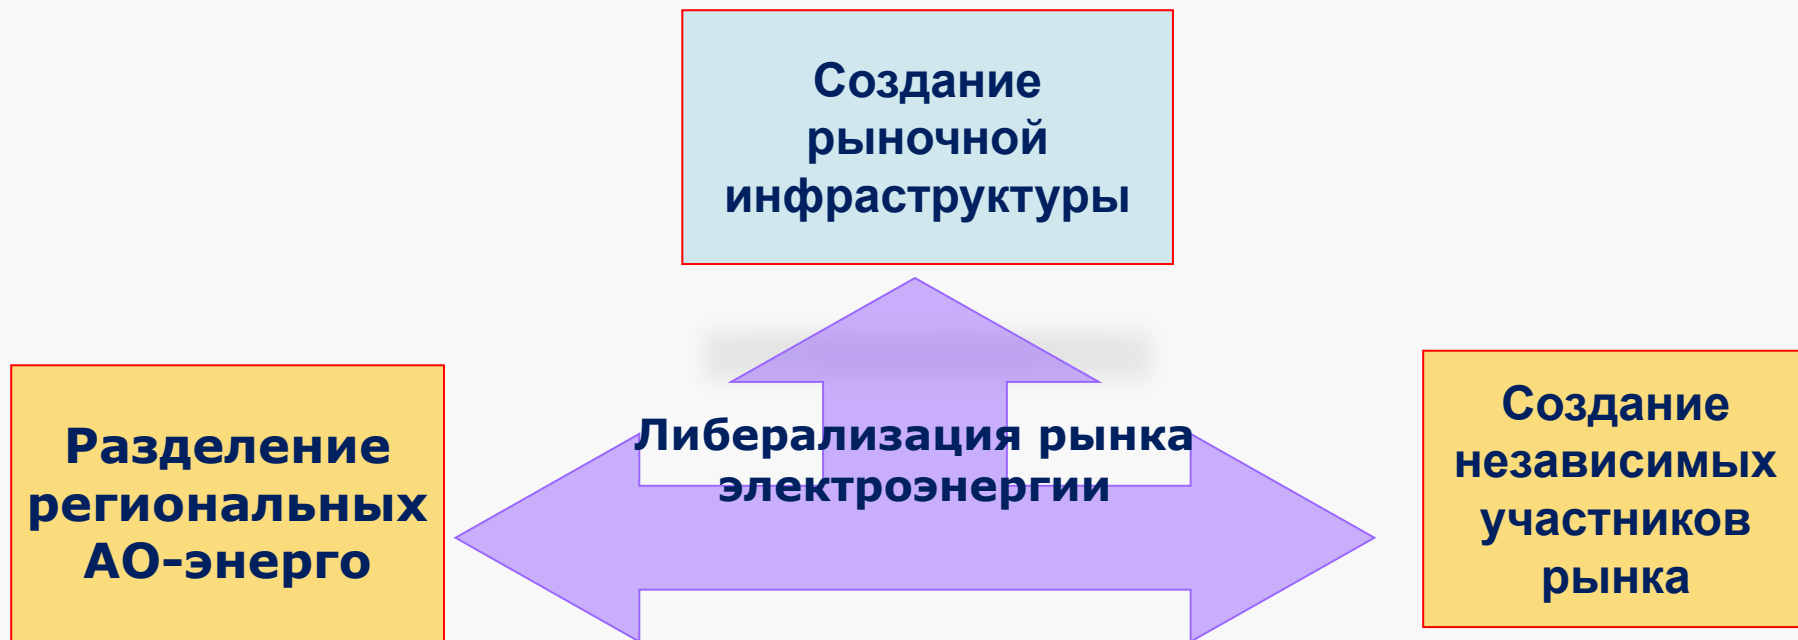 Создание
рыночной
инфраструктуры
Либерализация рынка
электроэнергии
Разделение
региональных
АО-энерго
Создание
независимых
участников
рынка